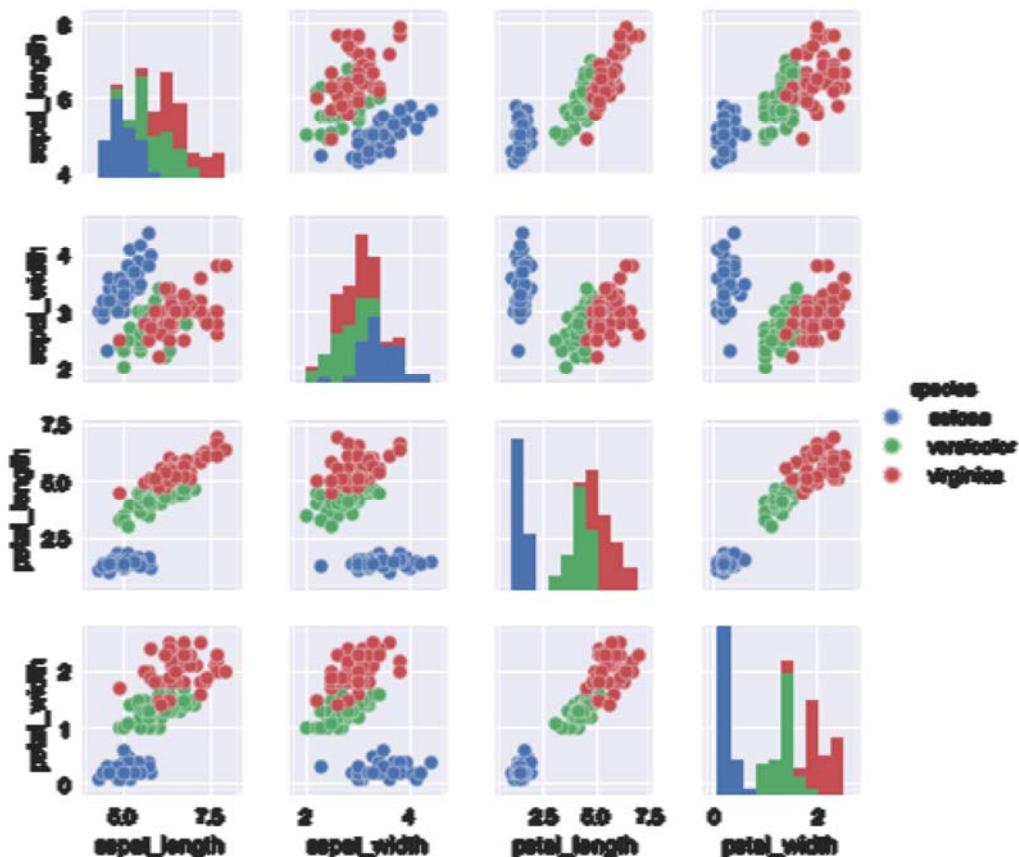 8
sepal_length
6
4
4
sepal_width
3
2
species
setosa
versicolor
virginica
7.5
petal_length
5.0
2.5
petal_width
2
1
0
5.0 7.5 2 4 2.5 5.0 7.5 0 2
sepal_length sepal_width petal_length petal_width